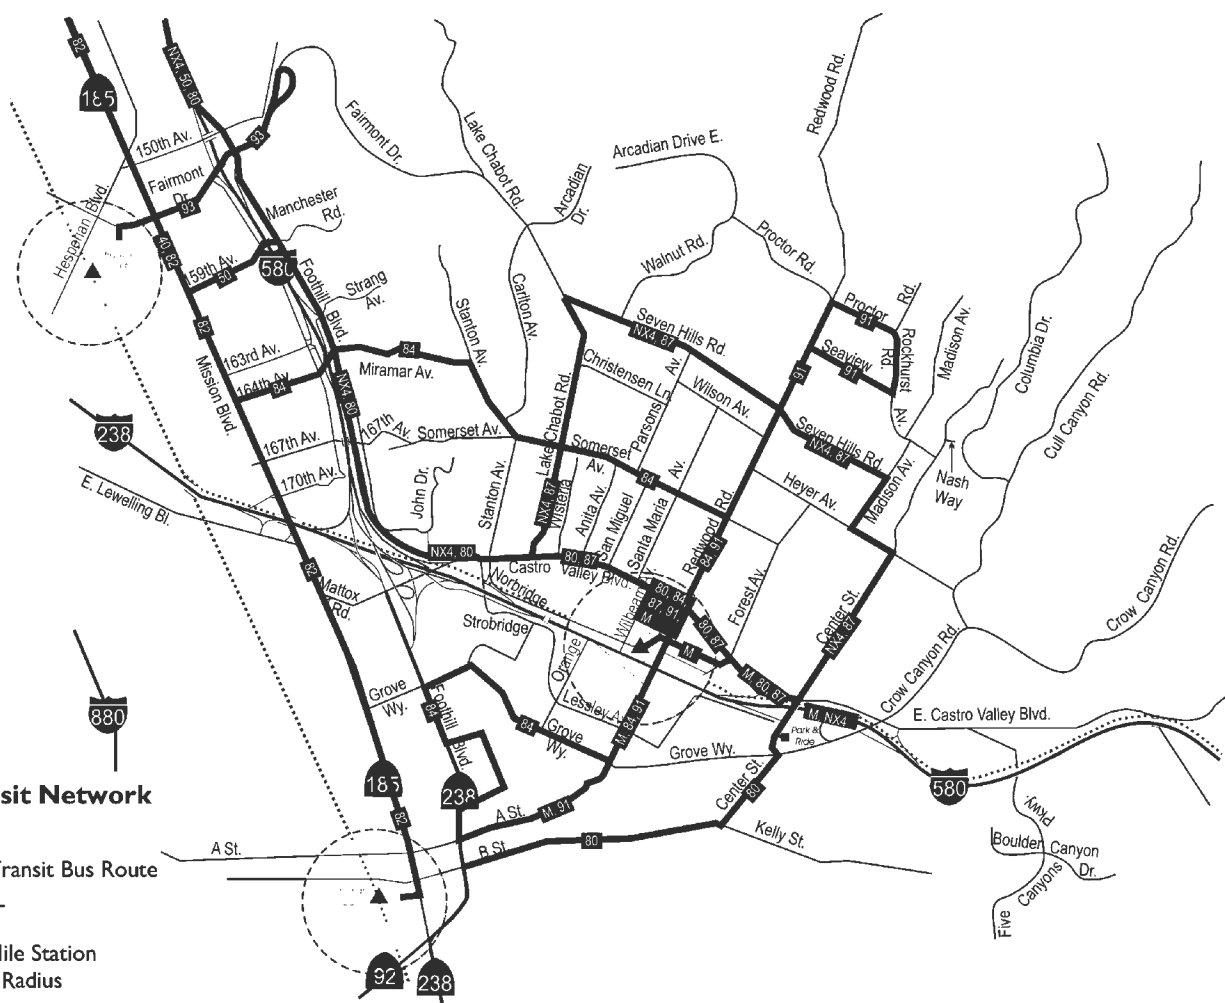 82
NX4, 50, 80
185
150th Av.
93
Fairmont Dr.
Lake Chabot Rd.
Arcadian Drive E.
Redwood Rd.
Fairmont
Dr.
93
Manchester
Rd.
Arcadian
Dr.
Hesperian Blvd.
40, 82
159th Av.
50
580
Foothill Blvd.
Strang
Av.
Walnut Rd.
Proctor Rd.
Stanton Av.
Carlton Av.
Proctor
Rd.
91
Seaview
91
Rockhurst
Rd.
Av.
Madison Av.
Columbia Dr.
Cull Canyon Rd.
82
163rd Av.
164th Av.
84
84
Miramar Av.
Seven Hills Rd.
NX4, 87
Christensen Ln.
Wilson Av.
91
Mission Blvd.
NX4, 80
238
167th Av.
167th Av.
Somerset Av.
Lake Chabot Rd.
Somerset
Av.
Parsons
Av.
Seven Hills Rd.
NX4, 87
E. Lewelling Bl.
170th Av.
John Dr.
Stanton Av.
NX4, 87
Wisteria
Anita Av.
San Miguel
Santa Maria
Av.
84
Redwood
Rd.
84, 91
Heyer Av.
Madison Av.
Nash
Way
NX4, 80
Castro
Valley Blvd.
80, 87
82
Mattox
Rd.
Norbridge
Strobridge
80, 84
87, 91
M
80, 87
M
Forest Av.
Center St.
NX4, 87
Crow Canyon Rd.
Crow Canyon Rd.
880
Grove
Wy.
84
Foothill
Blvd.
84
Grove
Wy.
Orange
M, 84, 91
M, 80, 87
M, NX4
E. Castro Valley Blvd.
Park &
Ride
Grove Wy.
580
185
238
82
A St.
M, 91
Center St.
80
A St.
B St.
80
Kelly St.
Pkwy.
Boulder Canyon
Dr.
Canyons
Five
sit Network
ransit Bus Route
ile Station
Radius
92
238